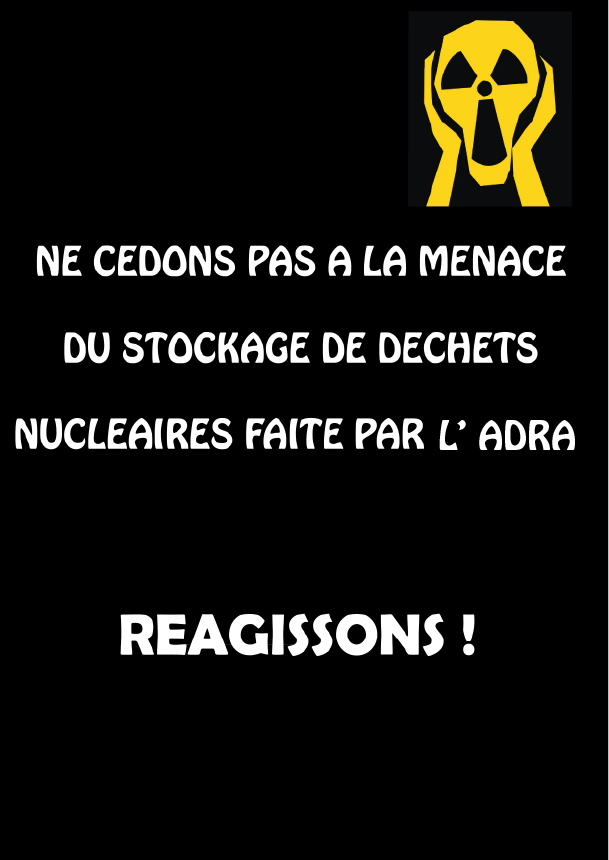 NE CEDONS PAS A LA MENACE
DU STOCKAGE DE DECHETS
NUCLEAIRES FAITE PAR L' ADRA
REAGISSONS !